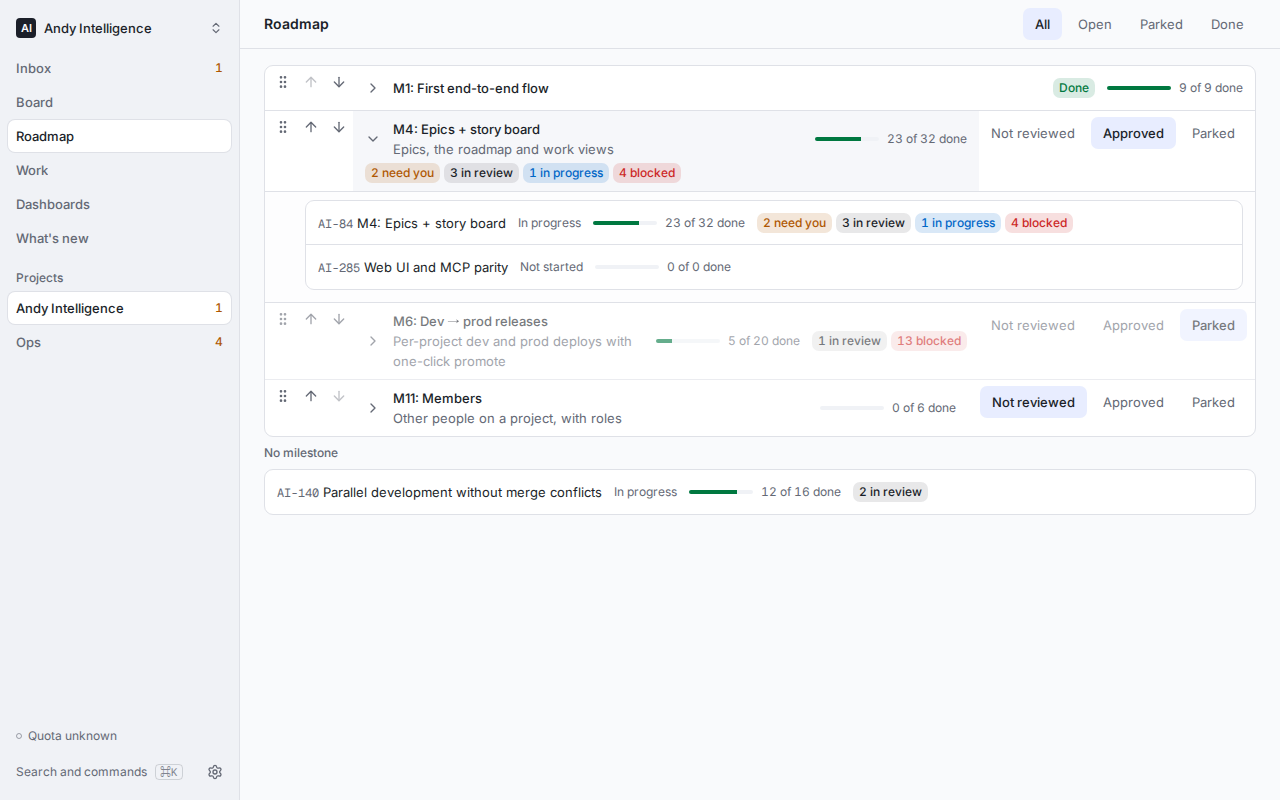 AI Andy Intelligence
Inbox 1
Board
Roadmap
Work
Dashboards
What's new
Projects
Andy Intelligence 1
Ops 4
Quota unknown
Search and commands ⌘K
Roadmap
All Open Parked Done
M1: First end-to-end flow Done 9 of 9 done
M4: Epics + story board
Epics, the roadmap and work views
23 of 32 done
2 need you 3 in review 1 in progress 4 blocked
Not reviewed Approved Parked
AI-84 M4: Epics + story board In progress 23 of 32 done 2 need you 3 in review 1 in progress 4 blocked
AI-285 Web UI and MCP parity Not started 0 of 0 done
M6: Dev → prod releases
Per-project dev and prod deploys with
one-click promote
5 of 20 done 1 in review 13 blocked
Not reviewed Approved Parked
M11: Members
Other people on a project, with roles
0 of 6 done
Not reviewed Approved Parked
No milestone
AI-140 Parallel development without merge conflicts In progress 12 of 16 done 2 in review